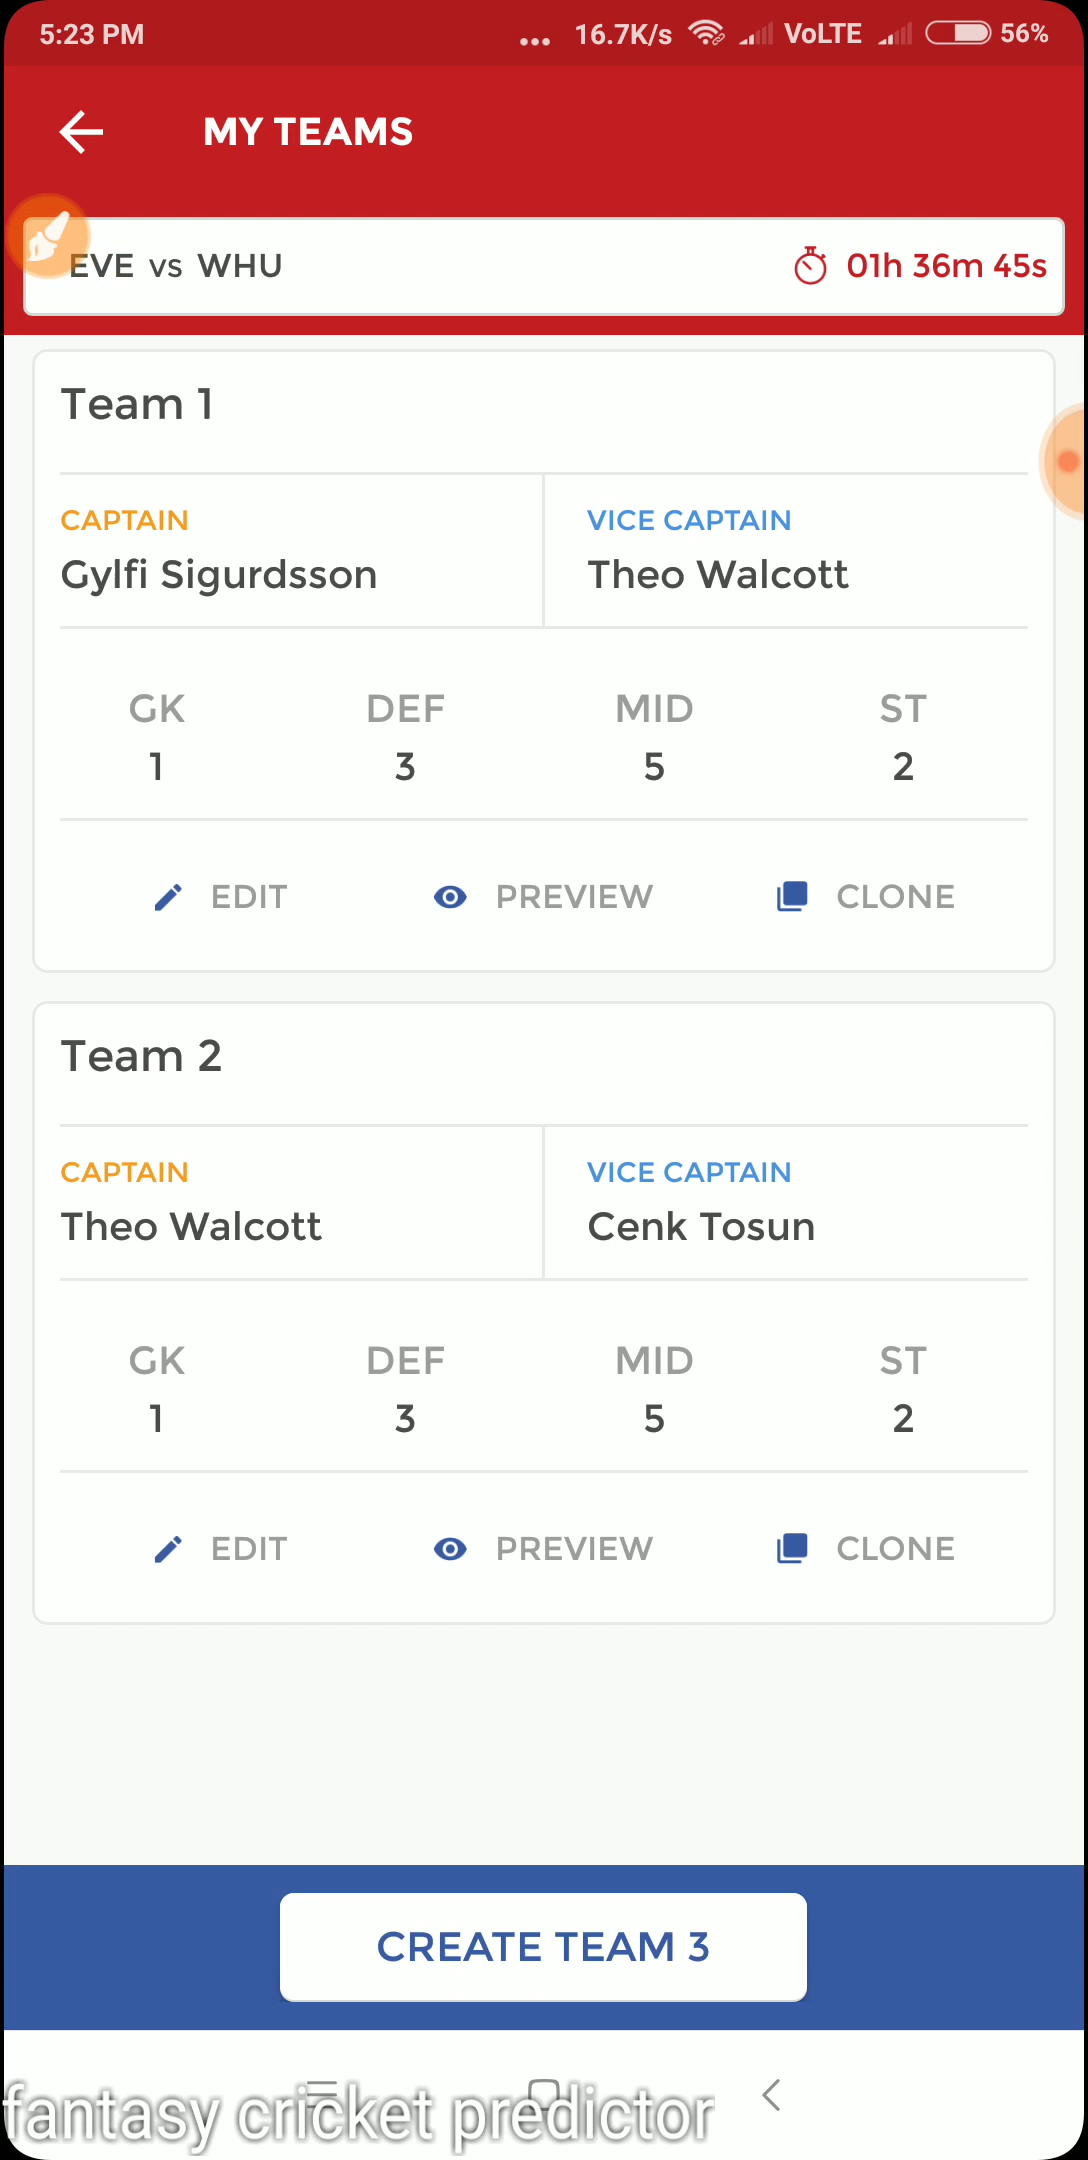 5:23 PM ... 16.7K/s VoLTE 56%
MY TEAMS
EVE vs WHU 01h 36m 45s
Team 1
CAPTAIN VICE CAPTAIN
Gylfi Sigurdsson Theo Walcott
GK DEF MID ST
1 3 5 2
EDIT PREVIEW CLONE
Team 2
CAPTAIN VICE CAPTAIN
Theo Walcott Cenk Tosun
GK DEF MID ST
1 3 5 2
EDIT PREVIEW CLONE
CREATE TEAM 3
fantasy cricket predictor